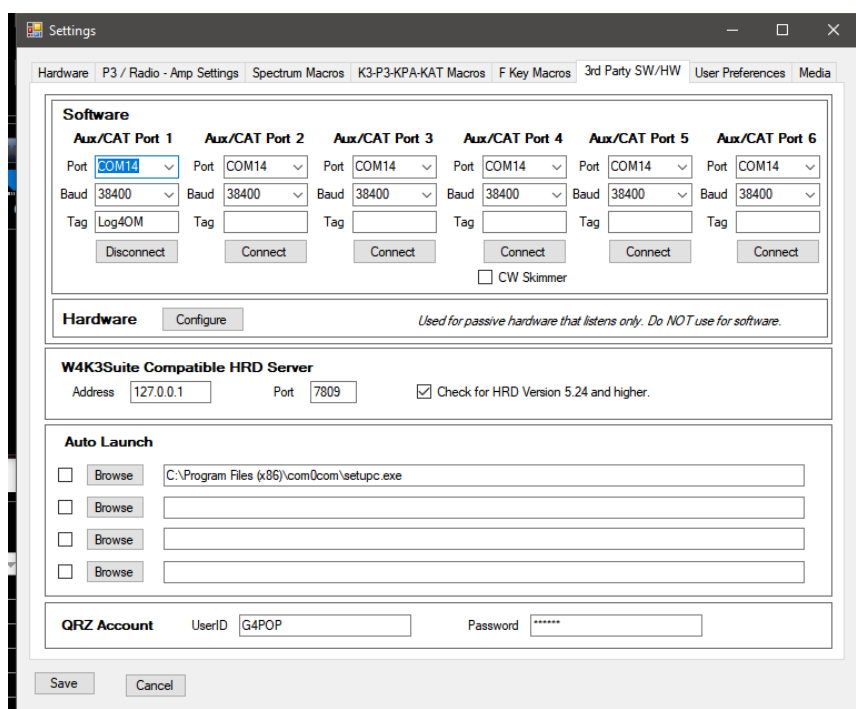 Settings
Hardware P3 / Radio - Amp Settings Spectrum Macros K3-P3-KPA-KAT Macros F Key Macros 3rd Party SW/HW User Preferences Media
Software
Aux/CAT Port 1 Aux/CAT Port 2 Aux/CAT Port 3 Aux/CAT Port 4 Aux/CAT Port 5 Aux/CAT Port 6
Port COM14 Port COM14 Port COM14 Port COM14 Port COM14 Port COM14
Baud 38400 Baud 38400 Baud 38400 Baud 38400 Baud 38400 Baud 38400
Tag Log4OM Tag Tag Tag Tag Tag
Disconnect Connect Connect Connect Connect Connect
CW Skimmer
Hardware Configure Used for passive hardware that listens only. Do NOT use for software.
W4K3Suite Compatible HRD Server
Address 127.0.0.1 Port 7809 Check for HRD Version 5.24 and higher.
Auto Launch
Browse C:\Program Files (x86)\com0com\setupc.exe
Browse
Browse
Browse
QRZ Account UserID G4POP Password ******
Save Cancel